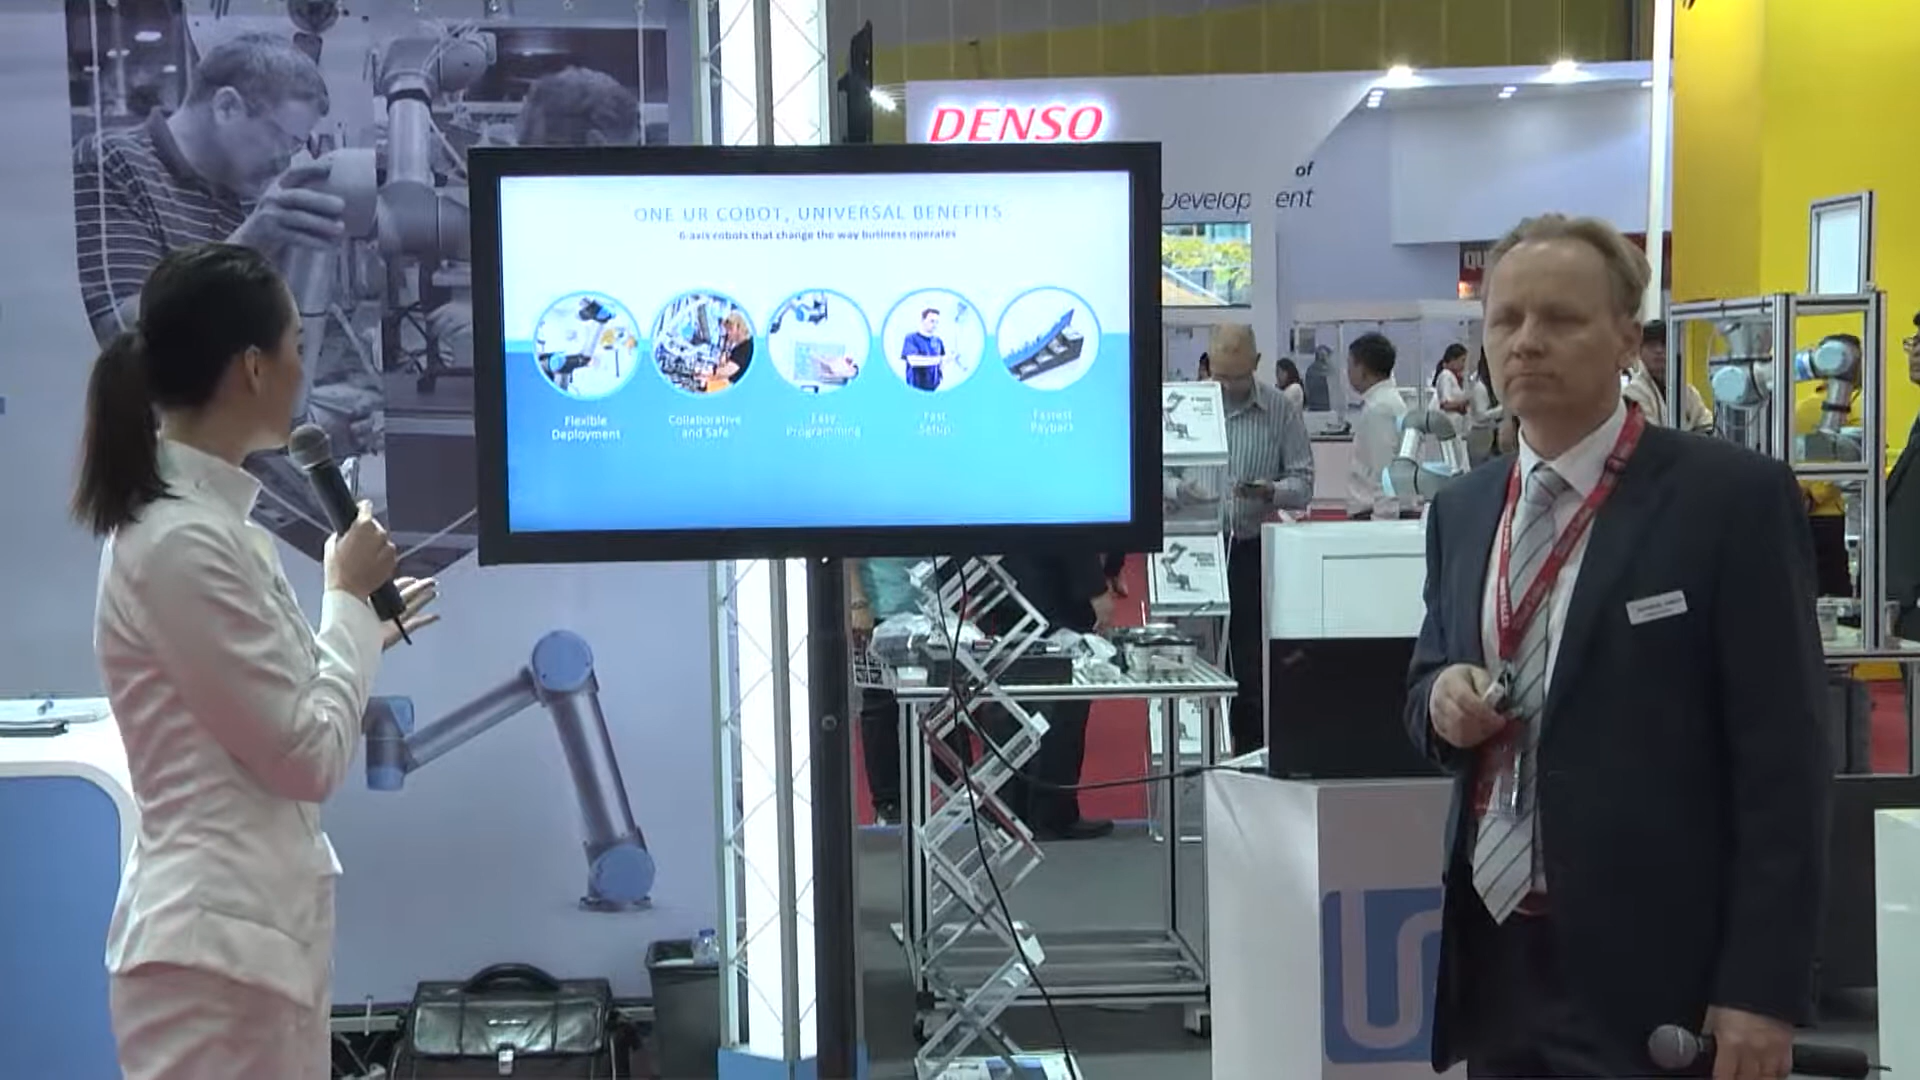 DENSO
of
Develop ent
ONE UR COBOT, UNIVERSAL BENEFITS
6-axis robots that change the way business operates
Flexible
Deployment
Collaborative
and Safe
Easy
Programming
Fast
Setup
Fastest
Payback
QU